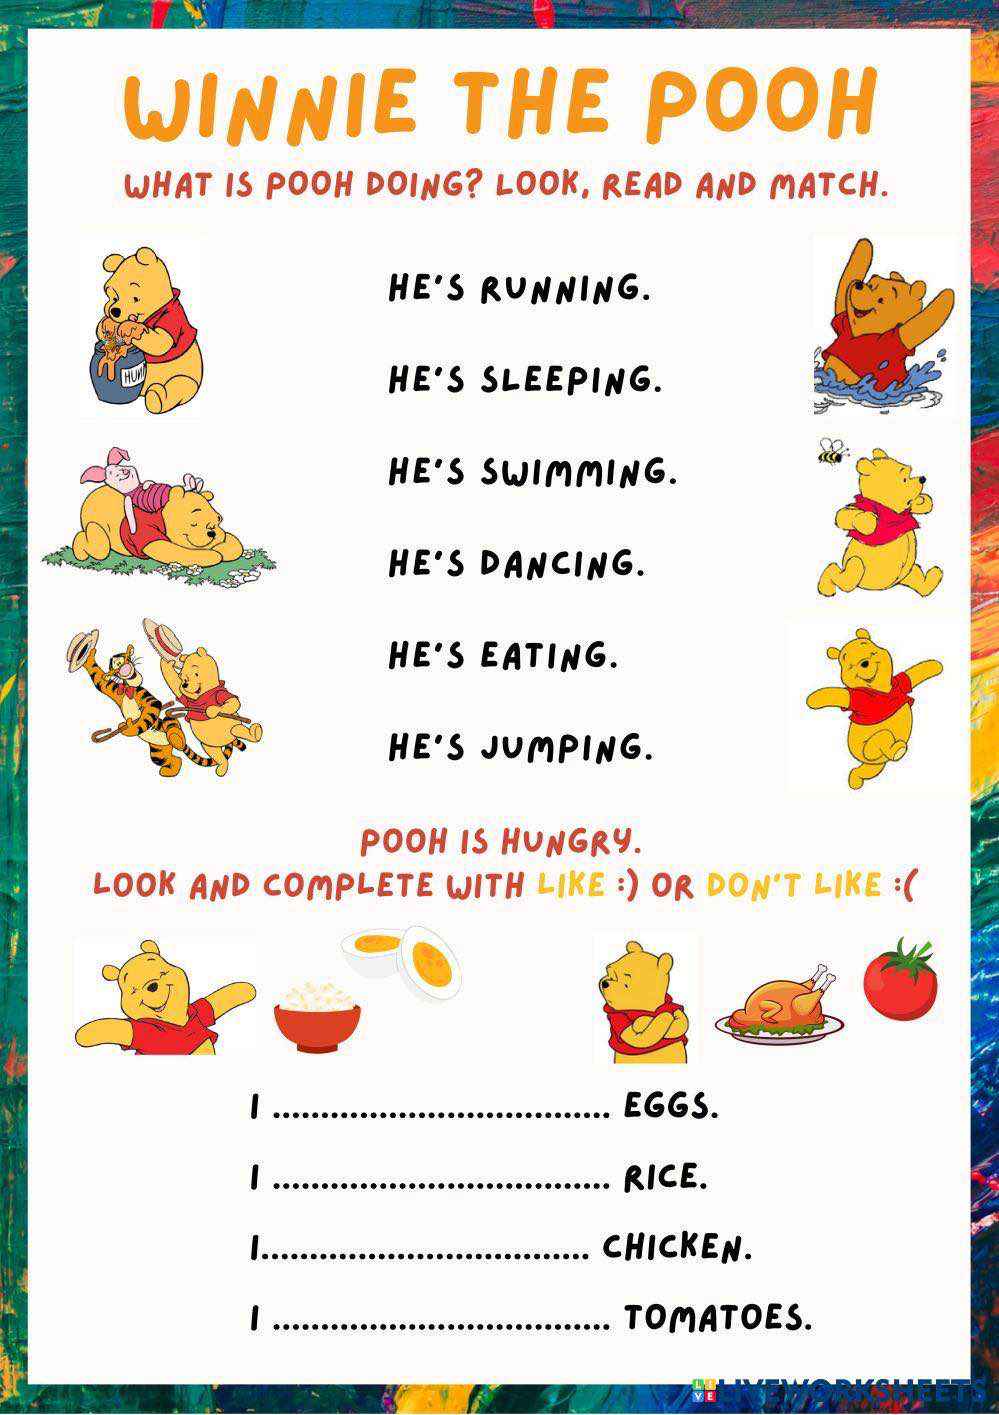 WINNIE THE POOH
WHAT IS POOH DOING? LOOK, READ AND MATCH.
HE'S RUNNING.
HUNN
HE'S SLEEPING.
HE'S SWIMMING.
HE'S DANCING.
HE'S EATING.
HE'S JUMPING.
POOH IS HUNGRY.
LOOK AND COMPLETE WITH LIKE :) OR DON'T LIKE :(
I ................................... EGGS.
I ................................... RICE.
I.................................. CHICKEN.
I ................................... TOMATOES.
LIVE LIVEWORKSHEETS